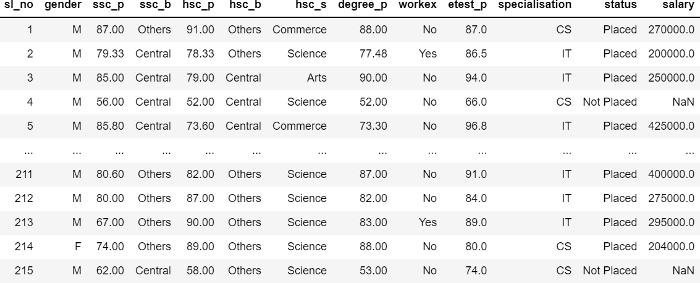 sl_no gender ssc_p ssc_b hsc_p hsc_b hsc_s degree_p workex etest_p specialisation status salary
1 M 87.00 Others 91.00 Others Commerce 88.00 No 87.0 CS Placed 270000.0
2 M 79.33 Central 78.33 Others Science 77.48 Yes 86.5 IT Placed 200000.0
3 M 85.00 Central 79.00 Central Arts 90.00 No 94.0 IT Placed 250000.0
4 M 56.00 Central 52.00 Central Science 52.00 No 66.0 CS Not Placed NaN
5 M 85.80 Central 73.60 Central Commerce 73.30 No 96.8 IT Placed 425000.0
... ... ... ... ... ... ... ... ... ... ... ... ...
211 M 80.60 Others 82.00 Others Science 87.00 No 91.0 IT Placed 400000.0
212 M 80.00 Others 87.00 Others Science 82.00 No 84.0 IT Placed 275000.0
213 M 67.00 Others 90.00 Others Science 83.00 Yes 89.0 IT Placed 295000.0
214 F 74.00 Others 89.00 Others Science 88.00 No 80.0 CS Placed 204000.0
215 M 62.00 Central 58.00 Others Science 53.00 No 74.0 CS Not Placed NaN